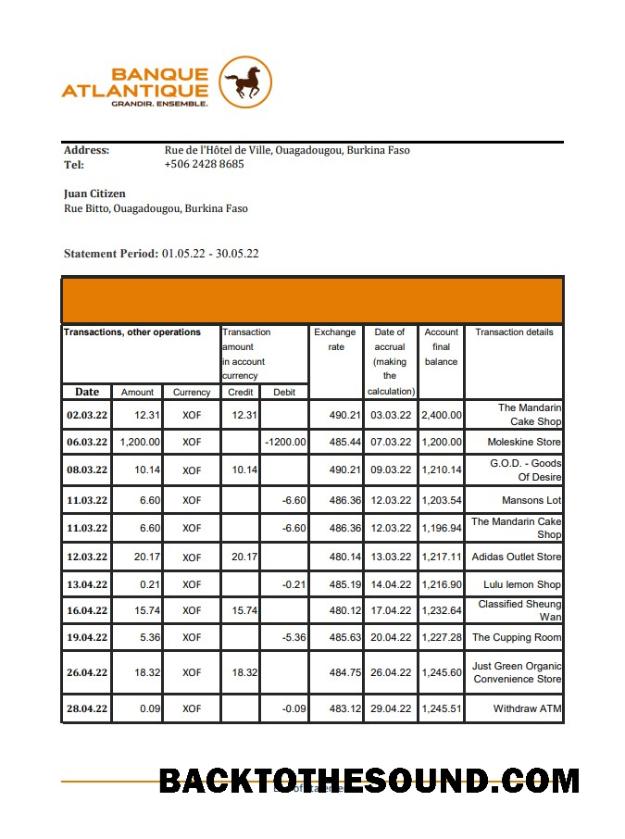 BANQUE
ATLANTIQUE
GRANDIR. ENSEMBLE.
Address: Rue de l'Hôtel de Ville, Ouagadougou, Burkina Faso
Tel: +506 2428 8685
Juan Citizen
Rue Bitto, Ouagadougou, Burkina Faso
Statement Period: 01.05.22 - 30.05.22
Transactions, other operations
Transaction
amount
in account
currency
Exchange
rate
Date of
accrual
(making
the
calculation)
Account
final
balance
Transaction details
Date Amount Currency Credit Debit
02.03.22 12.31 XOF 12.31 490.21 03.03.22 2,400.00 The Mandarin
Cake Shop
06.03.22 1,200.00 XOF -1200.00 485.44 07.03.22 1,200.00 Moleskine Store
08.03.22 10.14 XOF 10.14 490.21 09.03.22 1,210.14 G.O.D. - Goods
Of Desire
11.03.22 6.60 XOF -6.60 486.36 12.03.22 1,203.54 Mansons Lot
11.03.22 6.60 XOF -6.60 486.36 12.03.22 1,196.94 The Mandarin Cake
Shop
12.03.22 20.17 XOF 20.17 480.14 13.03.22 1,217.11 Adidas Outlet Store
13.04.22 0.21 XOF -0.21 485.19 14.04.22 1,216.90 Lulu lemon Shop
16.04.22 15.74 XOF 15.74 480.12 17.04.22 1,232.64 Classified Sheung
Wan
19.04.22 5.36 XOF -5.36 485.63 20.04.22 1,227.28 The Cupping Room
26.04.22 18.32 XOF 18.32 484.75 26.04.22 1,245.60 Just Green Organic
Convenience Store
28.04.22 0.09 XOF -0.09 483.12 29.04.22 1,245.51 Withdraw ATM
BACKTOTHESOUND.COM